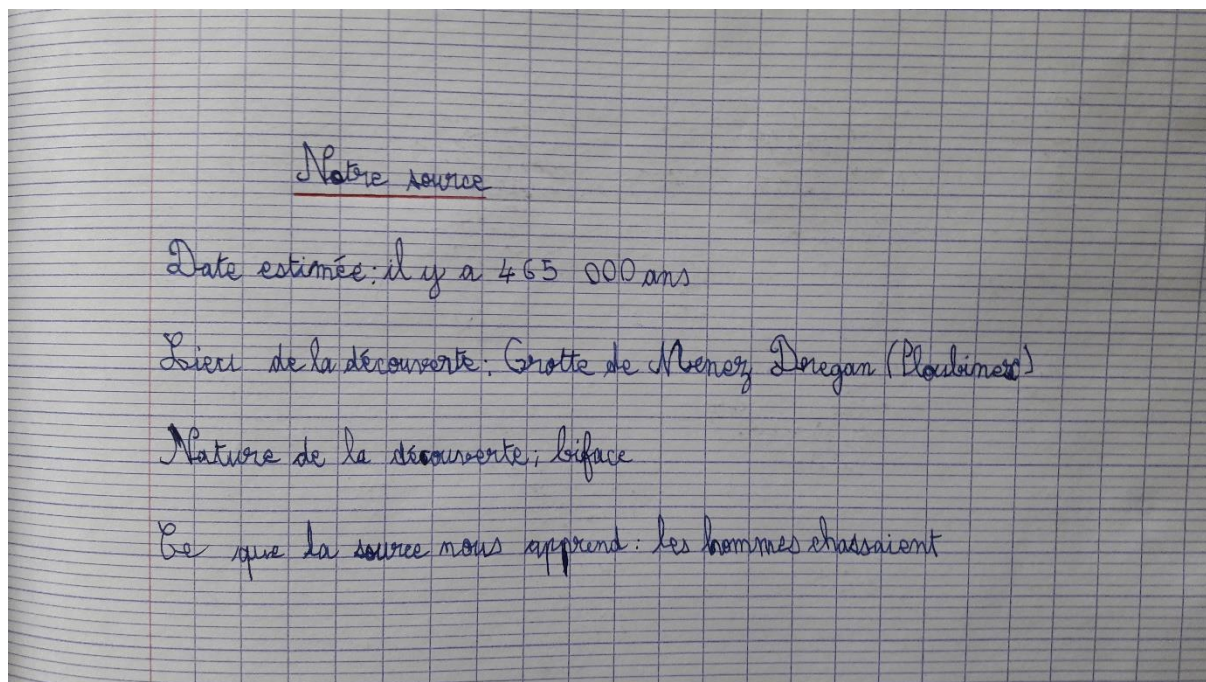 Notre source
Date estimée: il y a 465 000 ans
Lieu de la découverte: Grotte de Menez Dregan (Ploubinec)
Nature de la découverte; biface
Ce que la source nous apprend: les hommes chassaient